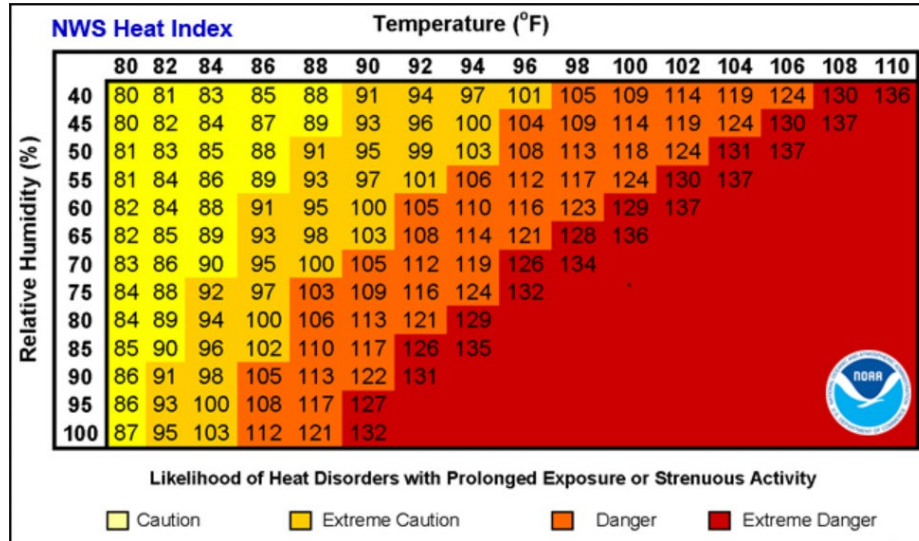 NWS Heat Index
Temperature (°F)
80 82 84 86 88 90 92 94 96 98 100 102 104 106 108 110
Relative Humidity (%)
40 80 81 83 85 88 91 94 97 101 105 109 114 119 124 130 136
45 80 82 84 87 89 93 96 100 104 109 114 119 124 130 137
50 81 83 85 88 91 95 99 103 108 113 118 124 131 137
55 81 84 86 89 93 97 101 106 112 117 124 130 137
60 82 84 88 91 95 100 105 110 116 123 129 137
65 82 85 89 93 98 103 108 114 121 128 136
70 83 86 90 95 100 105 112 119 126 134
75 84 88 92 97 103 109 116 124 132
80 84 89 94 100 106 113 121 129
85 85 90 96 102 110 117 126 135
90 86 91 98 105 113 122 131
95 86 93 100 108 117 127
100 87 95 103 112 121 132
NOAA
Likelihood of Heat Disorders with Prolonged Exposure or Strenuous Activity
Caution
Extreme Caution
Danger
Extreme Danger